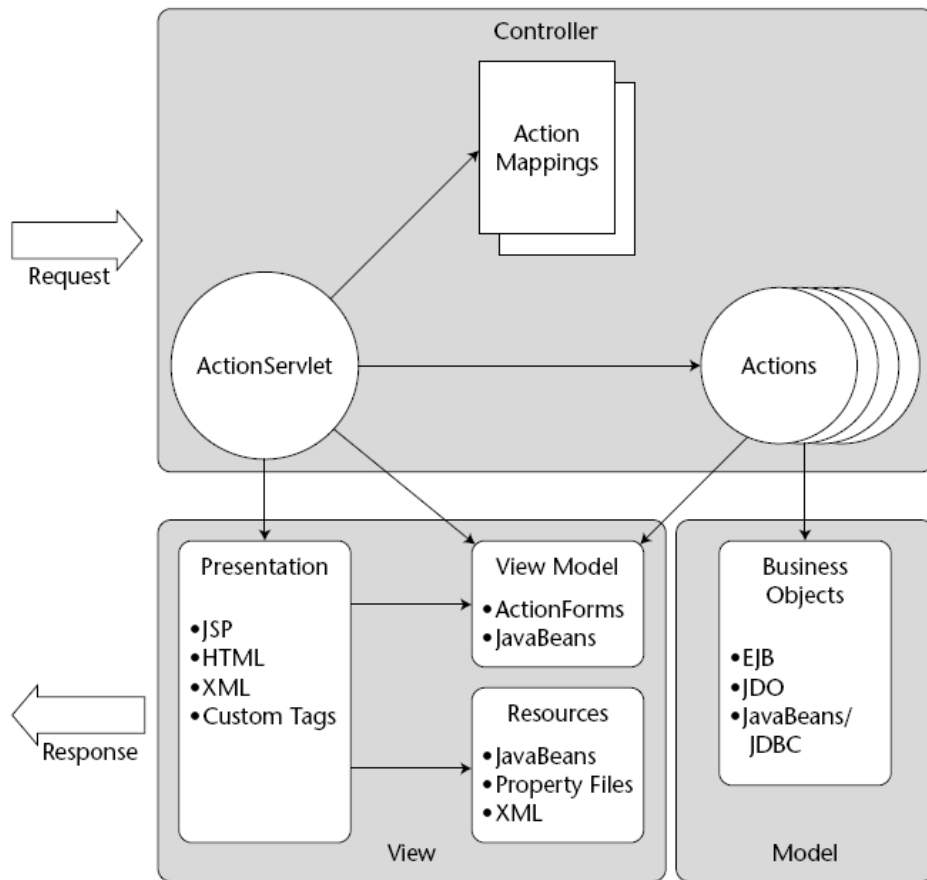 Controller
Action
Mappings
Request
ActionServlet
Actions
Presentation
•JSP
•HTML
•XML
•Custom Tags
View Model
•ActionForms
•JavaBeans
Resources
•JavaBeans
•Property Files
•XML
Business
Objects
•EJB
•JDO
•JavaBeans/
JDBC
Response
View
Model